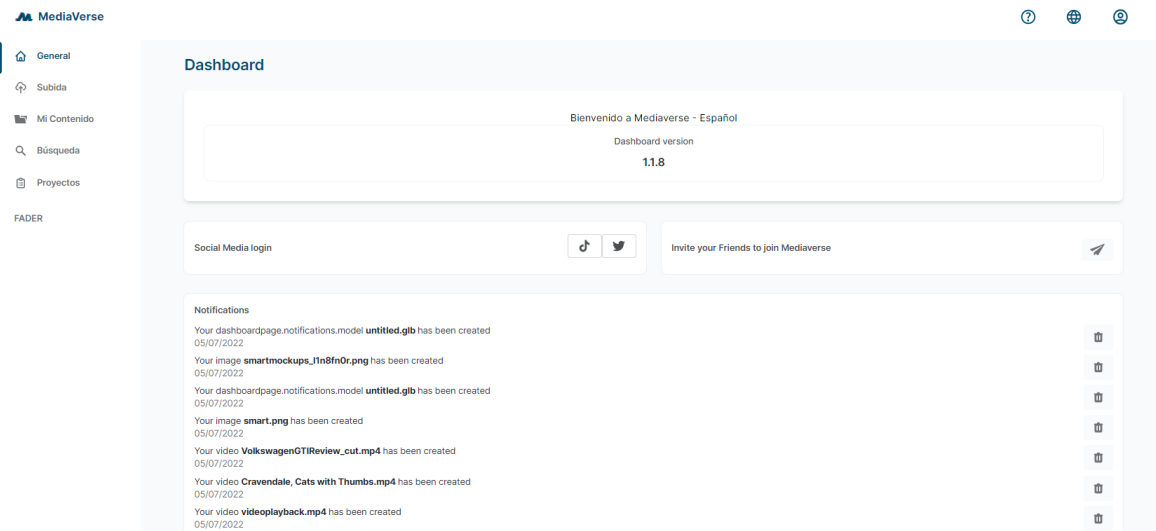 MediaVerse
General
Subida
Mi Contenido
Búsqueda
Proyectos
FADER
Dashboard
Bienvenido a Mediaverse - Español
Dashboard version
1.1.8
Social Media login
Invite your Friends to join Mediaverse
Notifications
Your dashboardpage.notifications.model untitled.glb has been created
05/07/2022
Your image smartmockups_l1n8fn0r.png has been created
05/07/2022
Your dashboardpage.notifications.model untitled.glb has been created
05/07/2022
Your image smart.png has been created
05/07/2022
Your video VolkswagenGTIReview_cut.mp4 has been created
05/07/2022
Your video Cravendale, Cats with Thumbs.mp4 has been created
05/07/2022
Your video videoplayback.mp4 has been created
05/07/2022